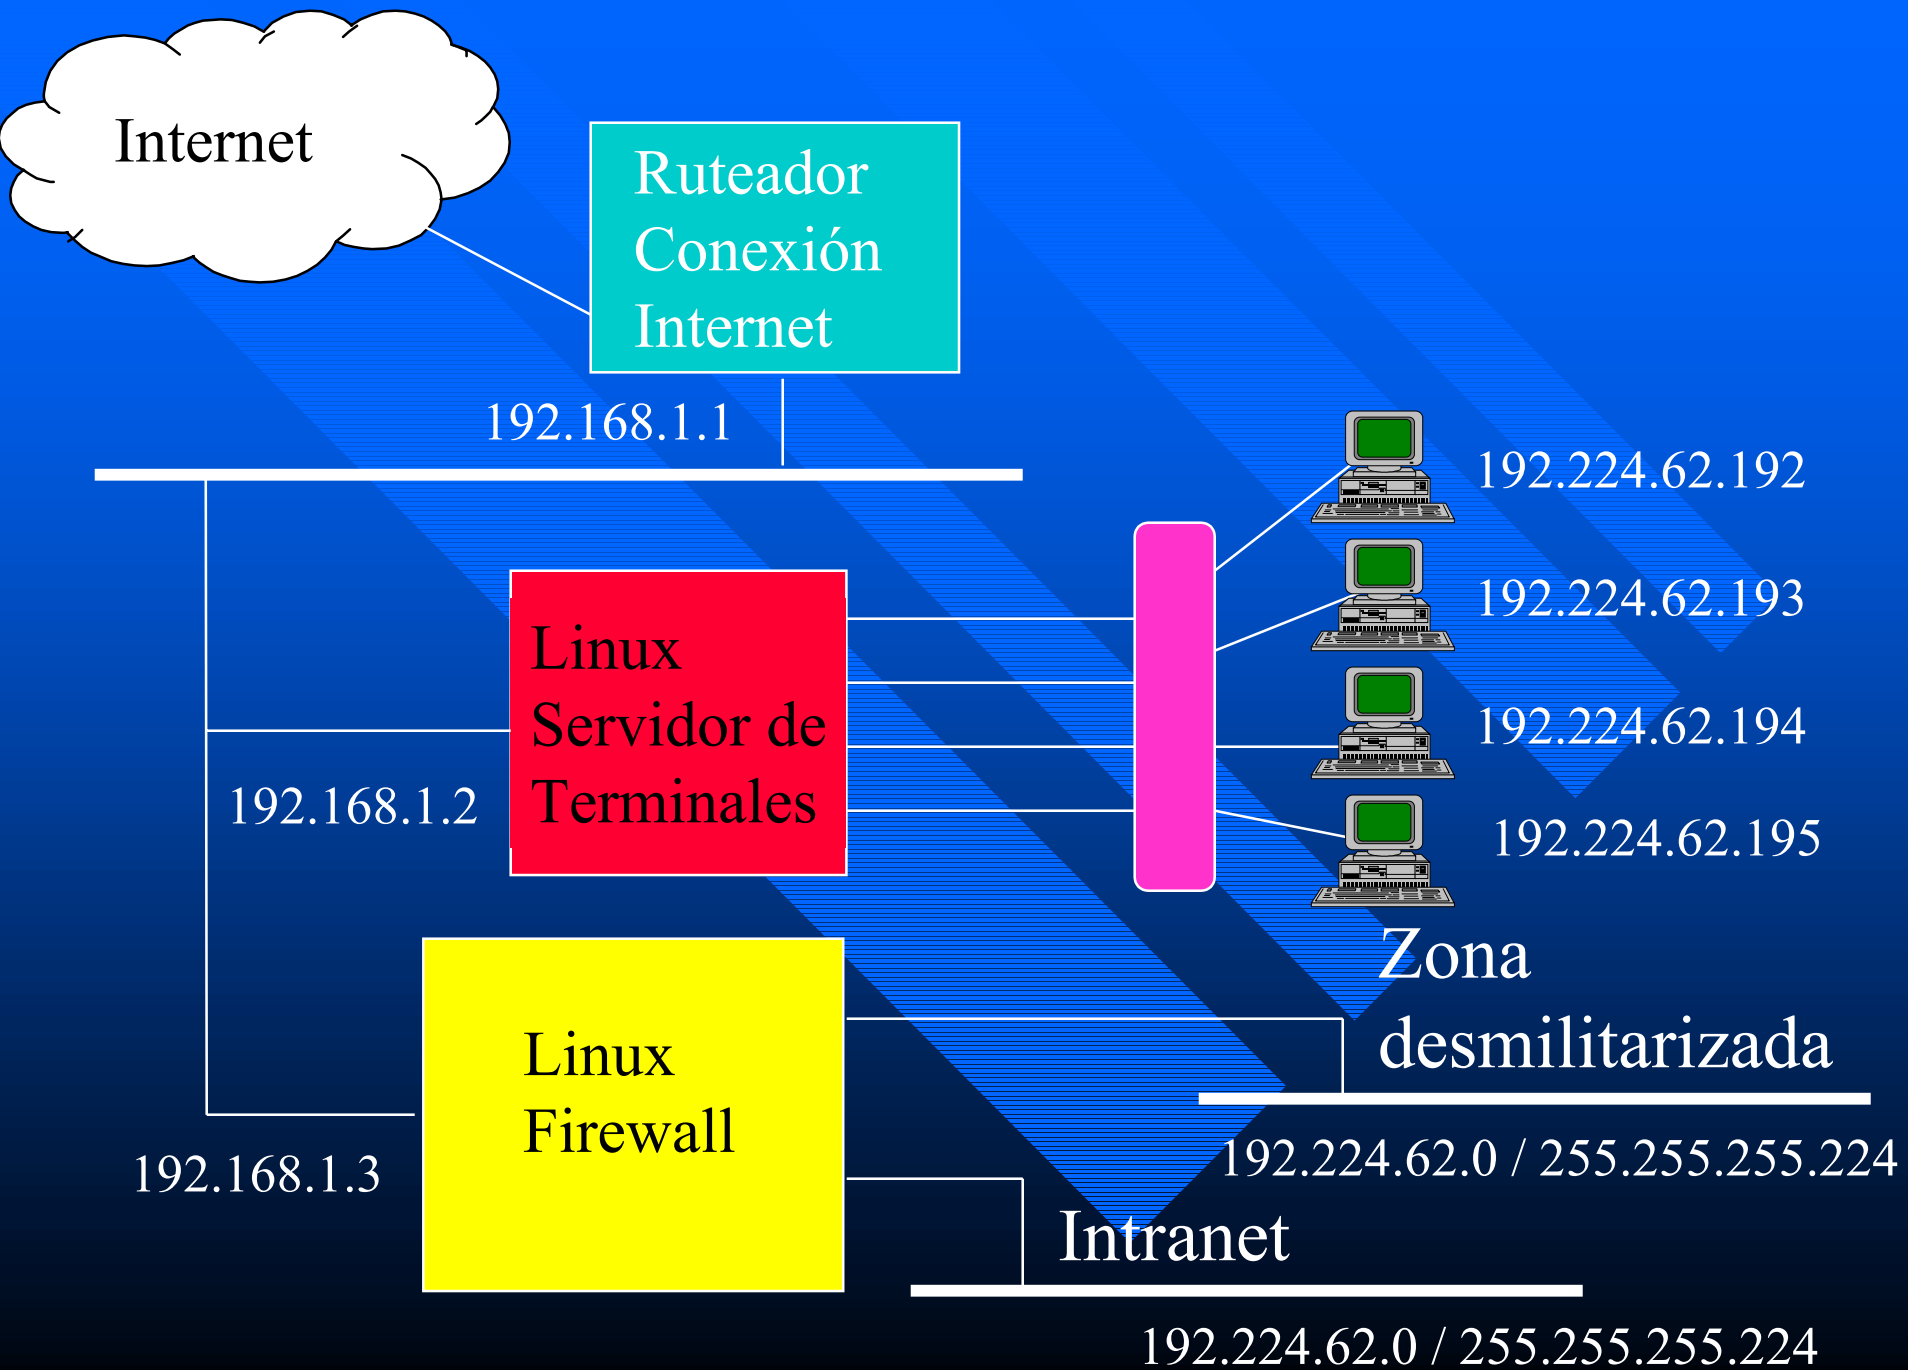 Internet
Ruteador
Conexión
Internet
192.168.1.1
192.224.62.192
192.224.62.193
Linux
Servidor de
Terminales
192.224.62.194
192.168.1.2
192.224.62.195
Zona
desmilitarizada
Linux
Firewall
192.168.1.3
192.224.62.0 / 255.255.255.224
Intranet
192.224.62.0 / 255.255.255.224